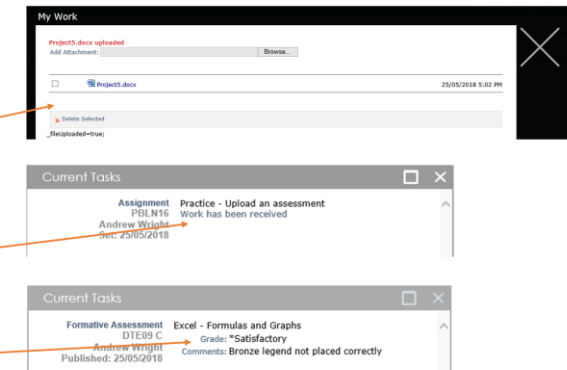 My Work
Project5.docx uploaded
Add Attachment: Browse...
Project5.docx 25/05/2018 5:02 PM
x Delete Selected
_fileUploaded=true;
Current Tasks
Assignment Practice - Upload an assessment
PBLN16 Work has been received
Andrew Wright
Set: 25/05/2018
Current Tasks
Formative Assessment Excel - Formulas and Graphs
DTE09 C Grade: *Satisfactory
Andrew Wright Comments: Bronze legend not placed correctly
Published: 25/05/2018